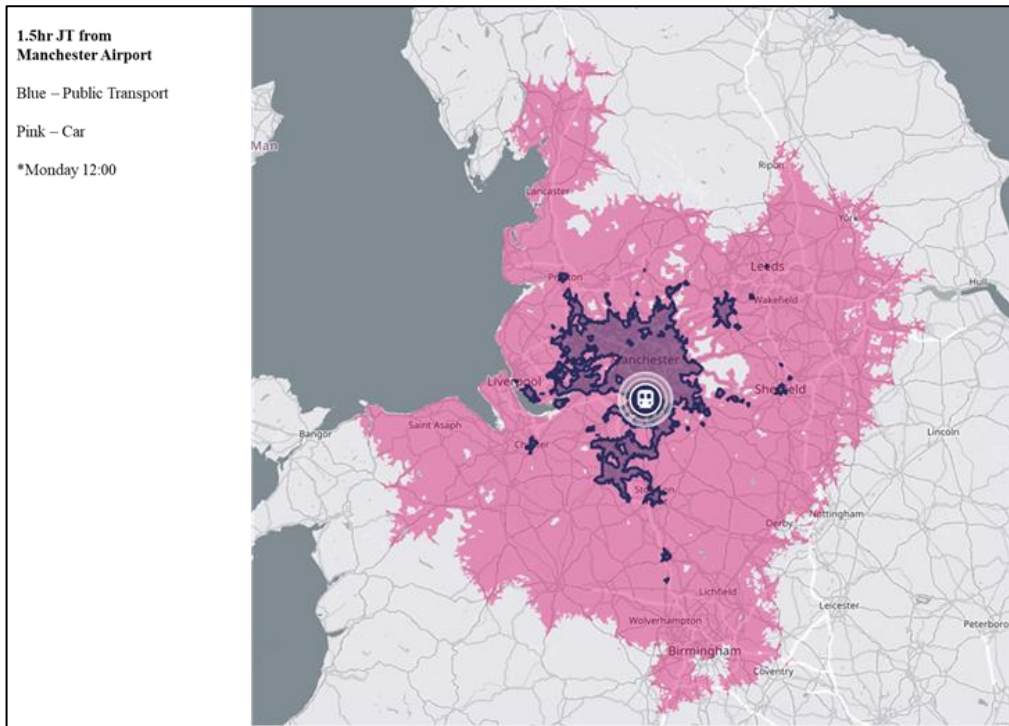 1.5hr JT from
Manchester Airport
Blue – Public Transport
Pink – Car
*Monday 12:00
Man
Ripon
Lancaster
York
Leeds
Hull
Preston
Wakefield
Manchester
Liverpool
Sheffield
Saint Asaph
Bangor
Lincoln
Chester
Nottingham
Derby
Lichfield
Leicester
Wolverhampton
Peterboro
Birmingham
Coventry